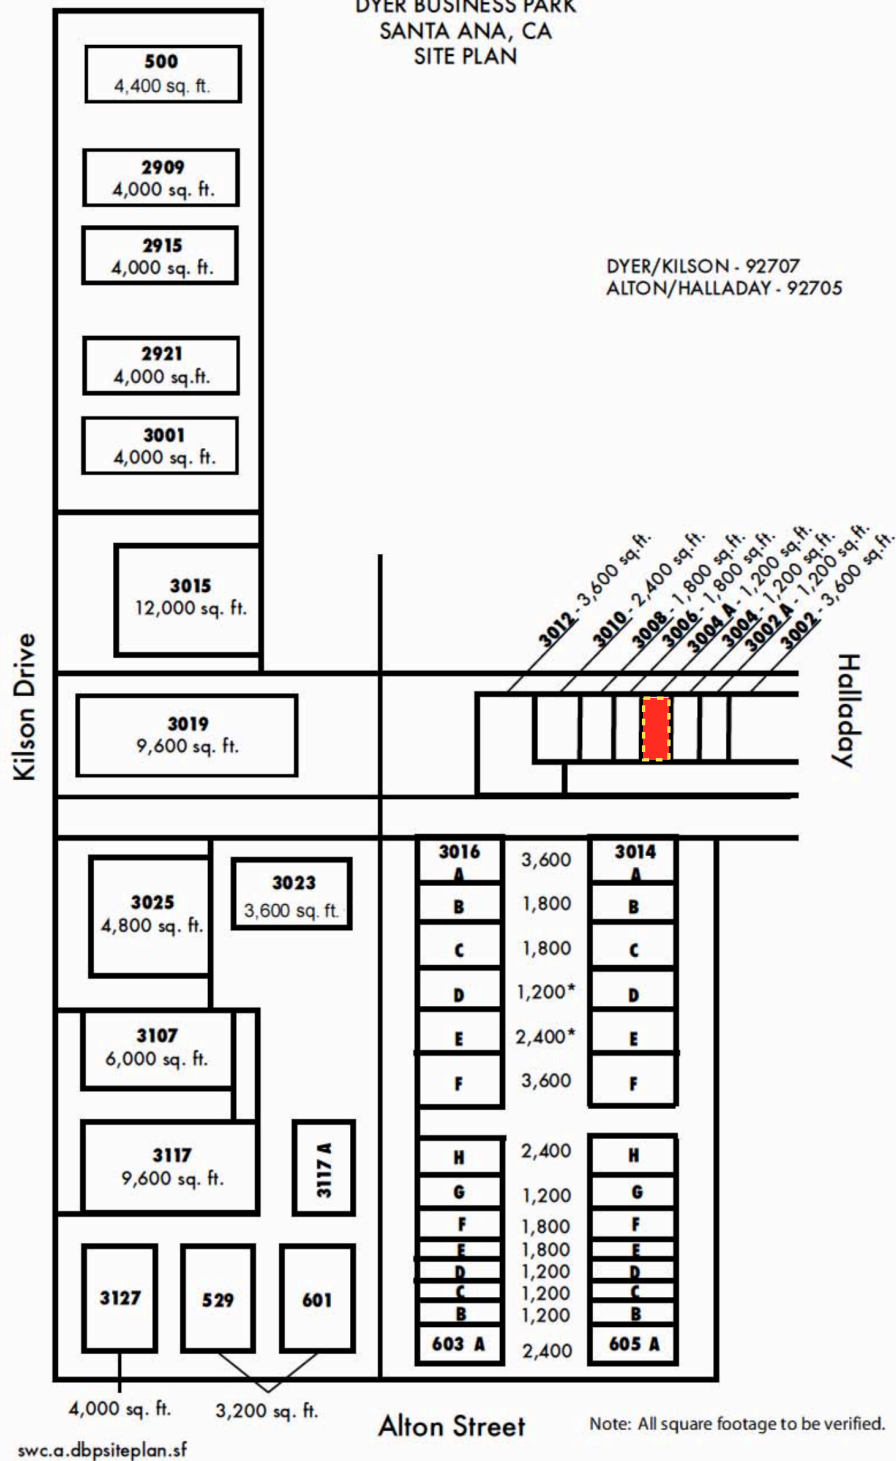 DYER BUSINESS PARK
SANTA ANA, CA
SITE PLAN
500
4,400 sq. ft.
2909
4,000 sq. ft.
2915
4,000 sq. ft.
DYER/KILSON - 92707
ALTON/HALLADAY - 92705
2921
4,000 sq.ft.
3001
4,000 sq. ft.
3015
12,000 sq. ft.
3012 - 3,600 sq.ft.
3010 - 2,400 sq.ft.
3008 - 1,800 sq.ft.
3006 - 1,800 sq.ft.
3004 A - 1,200 sq.ft.
3004 - 1,200 sq.ft.
3002 A - 1,200 sq.ft.
3002 - 3,600 sq.ft.
Kilson Drive
Halladay
3019
9,600 sq. ft.
3025
4,800 sq. ft.
3023
3,600 sq. ft.
3107
6,000 sq. ft.
3117
9,600 sq. ft.
3117 A
3127
529
601
4,000 sq. ft.
3,200 sq. ft.
3016 3,600 3014
A A
B 1,800 B
C 1,800 C
D 1,200* D
E 2,400* E
F 3,600 F
H 2,400 H
G 1,200 G
F 1,800 F
E 1,800 E
D 1,200 D
C 1,200 C
B 1,200 B
603 A 2,400 605 A
Alton Street
Note: All square footage to be verified.
swc.a.dbpsiteplan.sf